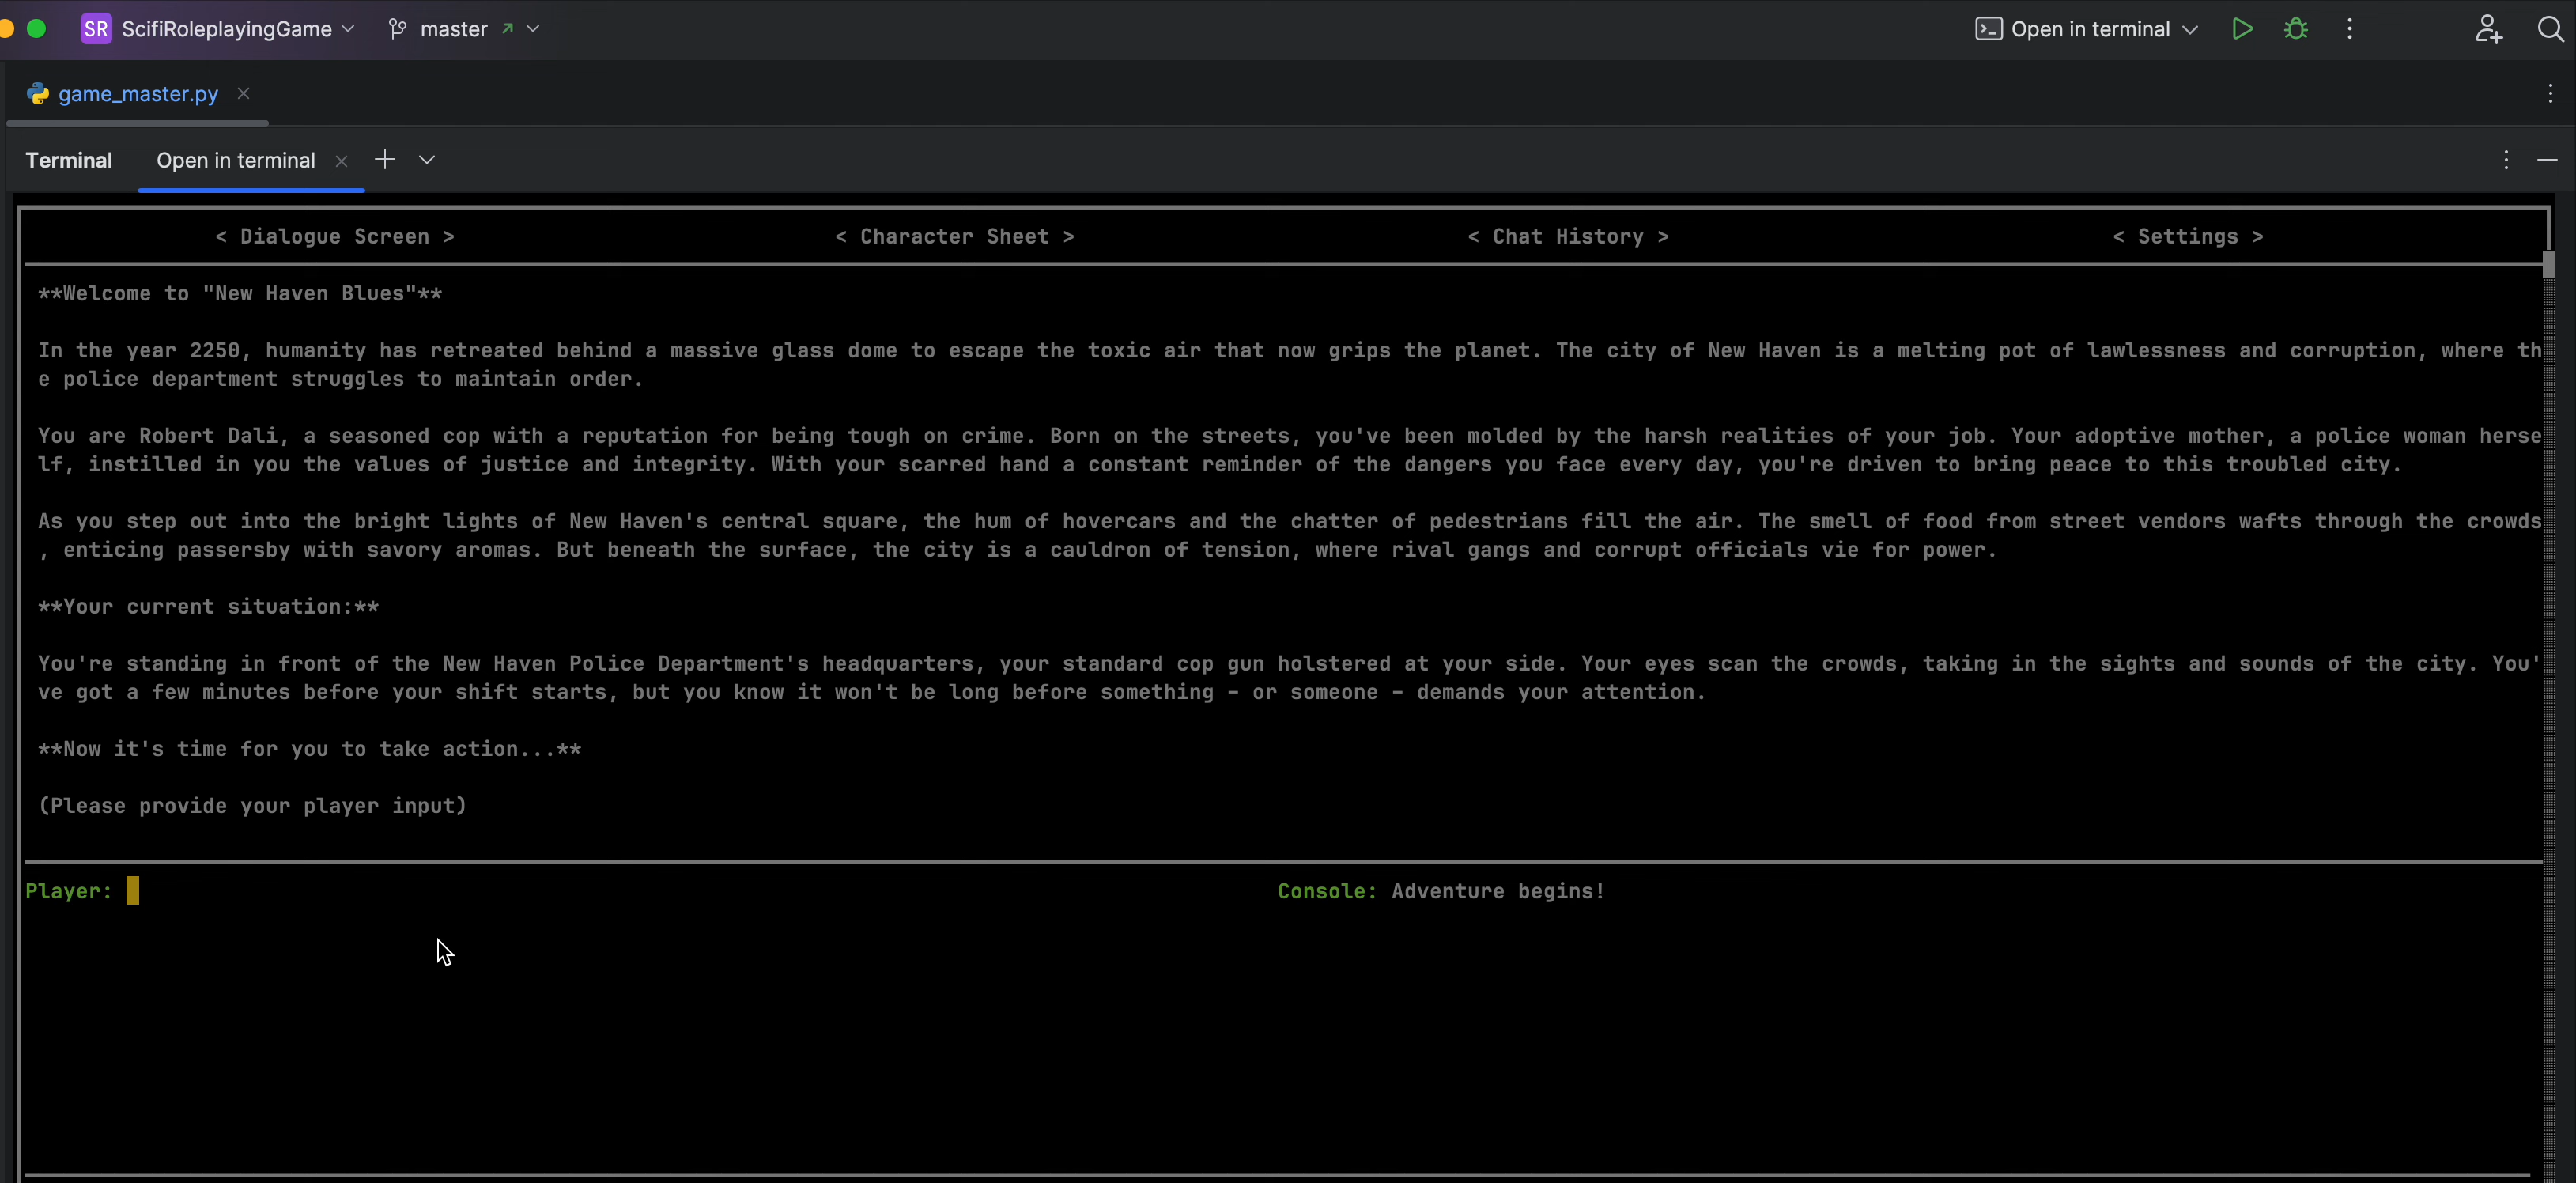 SR ScifiRoleplayingGame master Open in terminal
game_master.py
Terminal Open in terminal
< Dialogue Screen > < Character Sheet > < Chat History > < Settings >
**Welcome to "New Haven Blues"**
In the year 2250, humanity has retreated behind a massive glass dome to escape the toxic air that now grips the planet. The city of New Haven is a melting pot of lawlessness and corruption, where th
e police department struggles to maintain order.
You are Robert Dali, a seasoned cop with a reputation for being tough on crime. Born on the streets, you've been molded by the harsh realities of your job. Your adoptive mother, a police woman herse
lf, instilled in you the values of justice and integrity. With your scarred hand a constant reminder of the dangers you face every day, you're driven to bring peace to this troubled city.
As you step out into the bright lights of New Haven's central square, the hum of hovercars and the chatter of pedestrians fill the air. The smell of food from street vendors wafts through the crowds
, enticing passersby with savory aromas. But beneath the surface, the city is a cauldron of tension, where rival gangs and corrupt officials vie for power.
**Your current situation:**
You're standing in front of the New Haven Police Department's headquarters, your standard cop gun holstered at your side. Your eyes scan the crowds, taking in the sights and sounds of the city. You'
ve got a few minutes before your shift starts, but you know it won't be long before something - or someone - demands your attention.
**Now it's time for you to take action...**
(Please provide your player input)
Player: Console: Adventure begins!